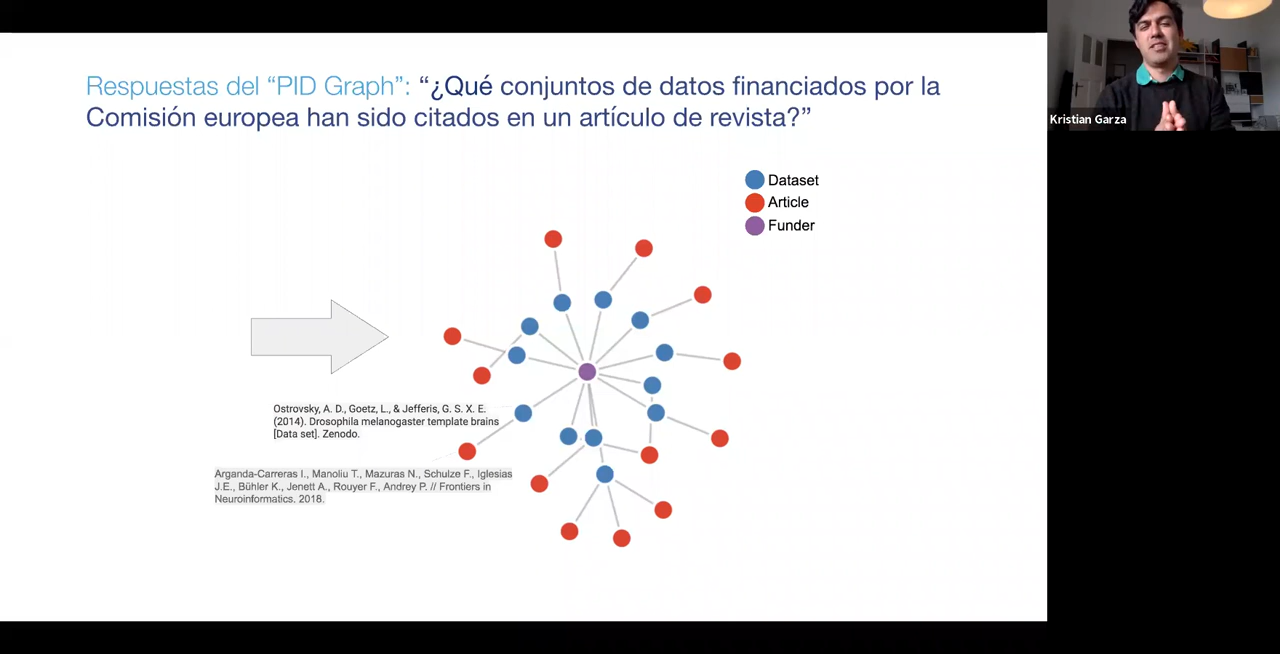 Respuestas del “PID Graph”: “¿Qué conjuntos de datos financiados por la
Comisión europea han sido citados en un artículo de revista?”
Kristian Garza
Dataset
Article
Funder
Ostrovsky, A. D., Goetz, L., & Jefferis, G. S. X. E.
(2014). Drosophila melanogaster template brains
[Data set]. Zenodo.
Arganda-Carreras I., Manoliu T., Mazuras N., Schulze F., Iglesias
J.E., Bühler K., Jenett A., Rouyer F., Andrey P. // Frontiers in
Neuroinformatics. 2018.